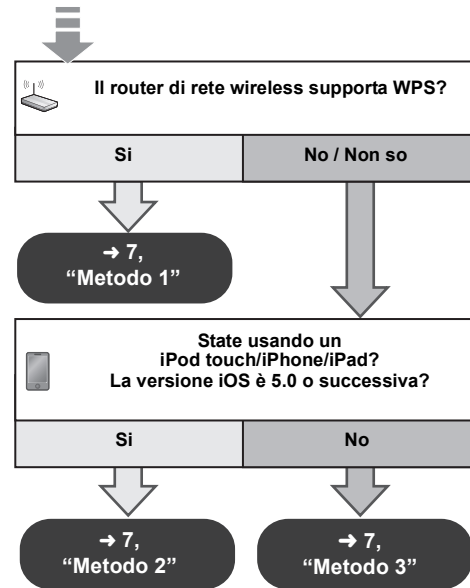 Il router di rete wireless supporta WPS?
Si
No / Non so
➔ 7,
“Metodo 1”
State usando un
iPod touch/iPhone/iPad?
La versione iOS è 5.0 o successiva?
Si
No
➔ 7,
“Metodo 2”
➔ 7,
“Metodo 3”